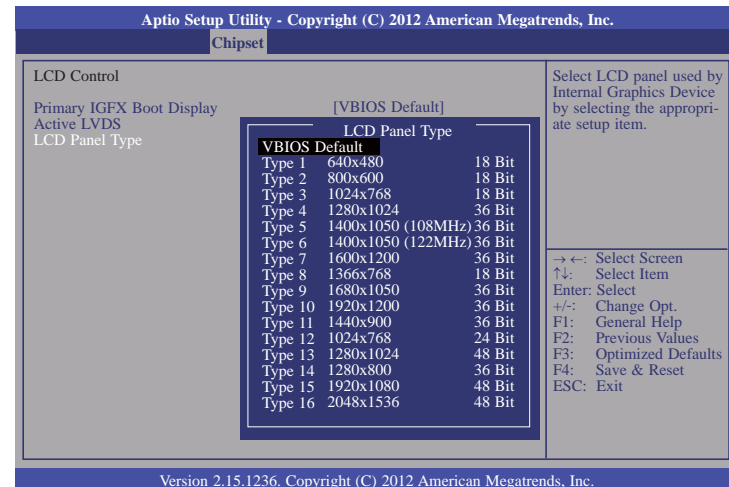 Aptio Setup Utility - Copyright (C) 2012 American Megatrends, Inc.
Chipset
LCD Control
Primary IGFX Boot Display [VBIOS Default]
Active LVDS
LCD Panel Type
LCD Panel Type
VBIOS Default
Type 1 640x480 18 Bit
Type 2 800x600 18 Bit
Type 3 1024x768 18 Bit
Type 4 1280x1024 36 Bit
Type 5 1400x1050 (108MHz) 36 Bit
Type 6 1400x1050 (122MHz) 36 Bit
Type 7 1600x1200 36 Bit
Type 8 1366x768 18 Bit
Type 9 1680x1050 36 Bit
Type 10 1920x1200 36 Bit
Type 11 1440x900 36 Bit
Type 12 1024x768 24 Bit
Type 13 1280x1024 48 Bit
Type 14 1280x800 36 Bit
Type 15 1920x1080 48 Bit
Type 16 2048x1536 48 Bit
Select LCD panel used by
Internal Graphics Device
by selecting the appropri-
ate setup item.
→←: Select Screen
↑↓: Select Item
Enter: Select
+/-: Change Opt.
F1: General Help
F2: Previous Values
F3: Optimized Defaults
F4: Save & Reset
ESC: Exit
Version 2.15.1236. Copyright (C) 2012 American Megatrends, Inc.